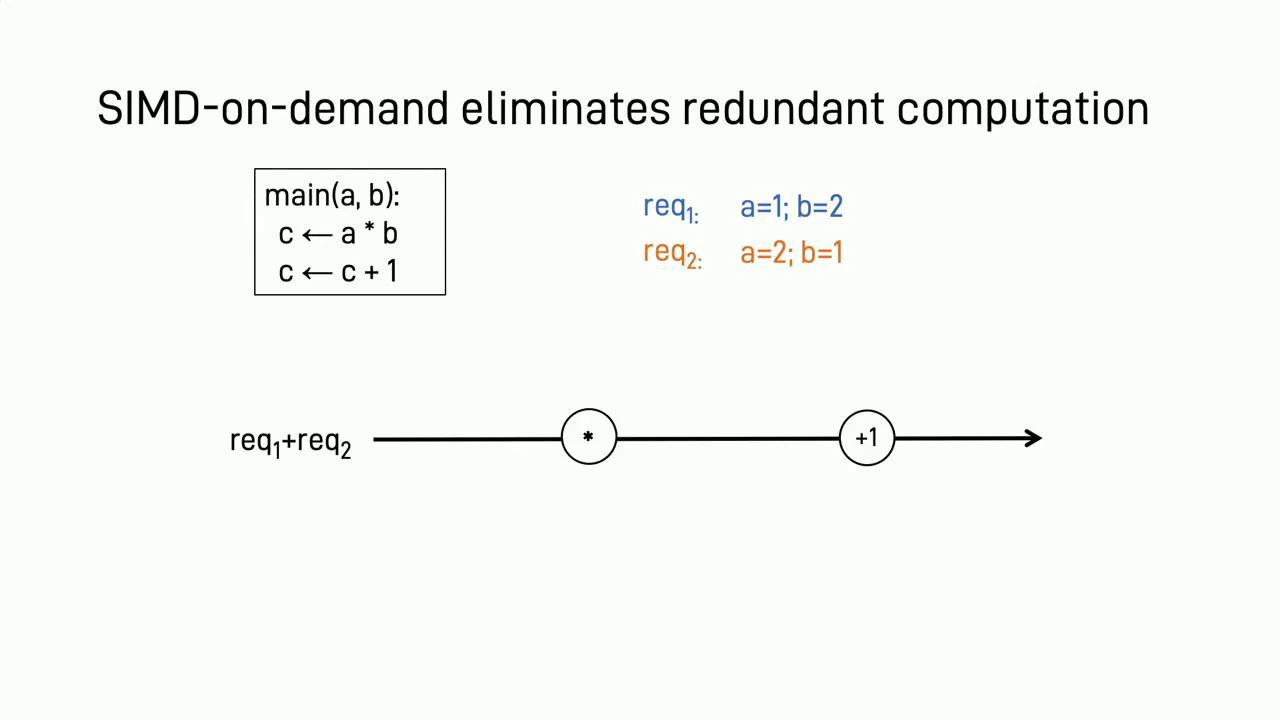 SIMD-on-demand eliminates redundant computation
main(a, b):
c ← a * b
c ← c + 1
req1: a=1; b=2
req2: a=2; b=1
req1+req2
*
+1